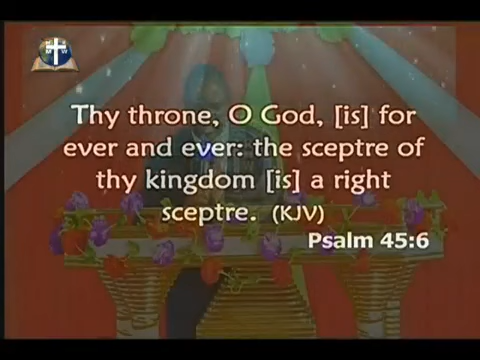 Thy throne, O God, [is] for
ever and ever: the sceptre of
thy kingdom [is] a right
sceptre. (KJV)
Psalm 45:6